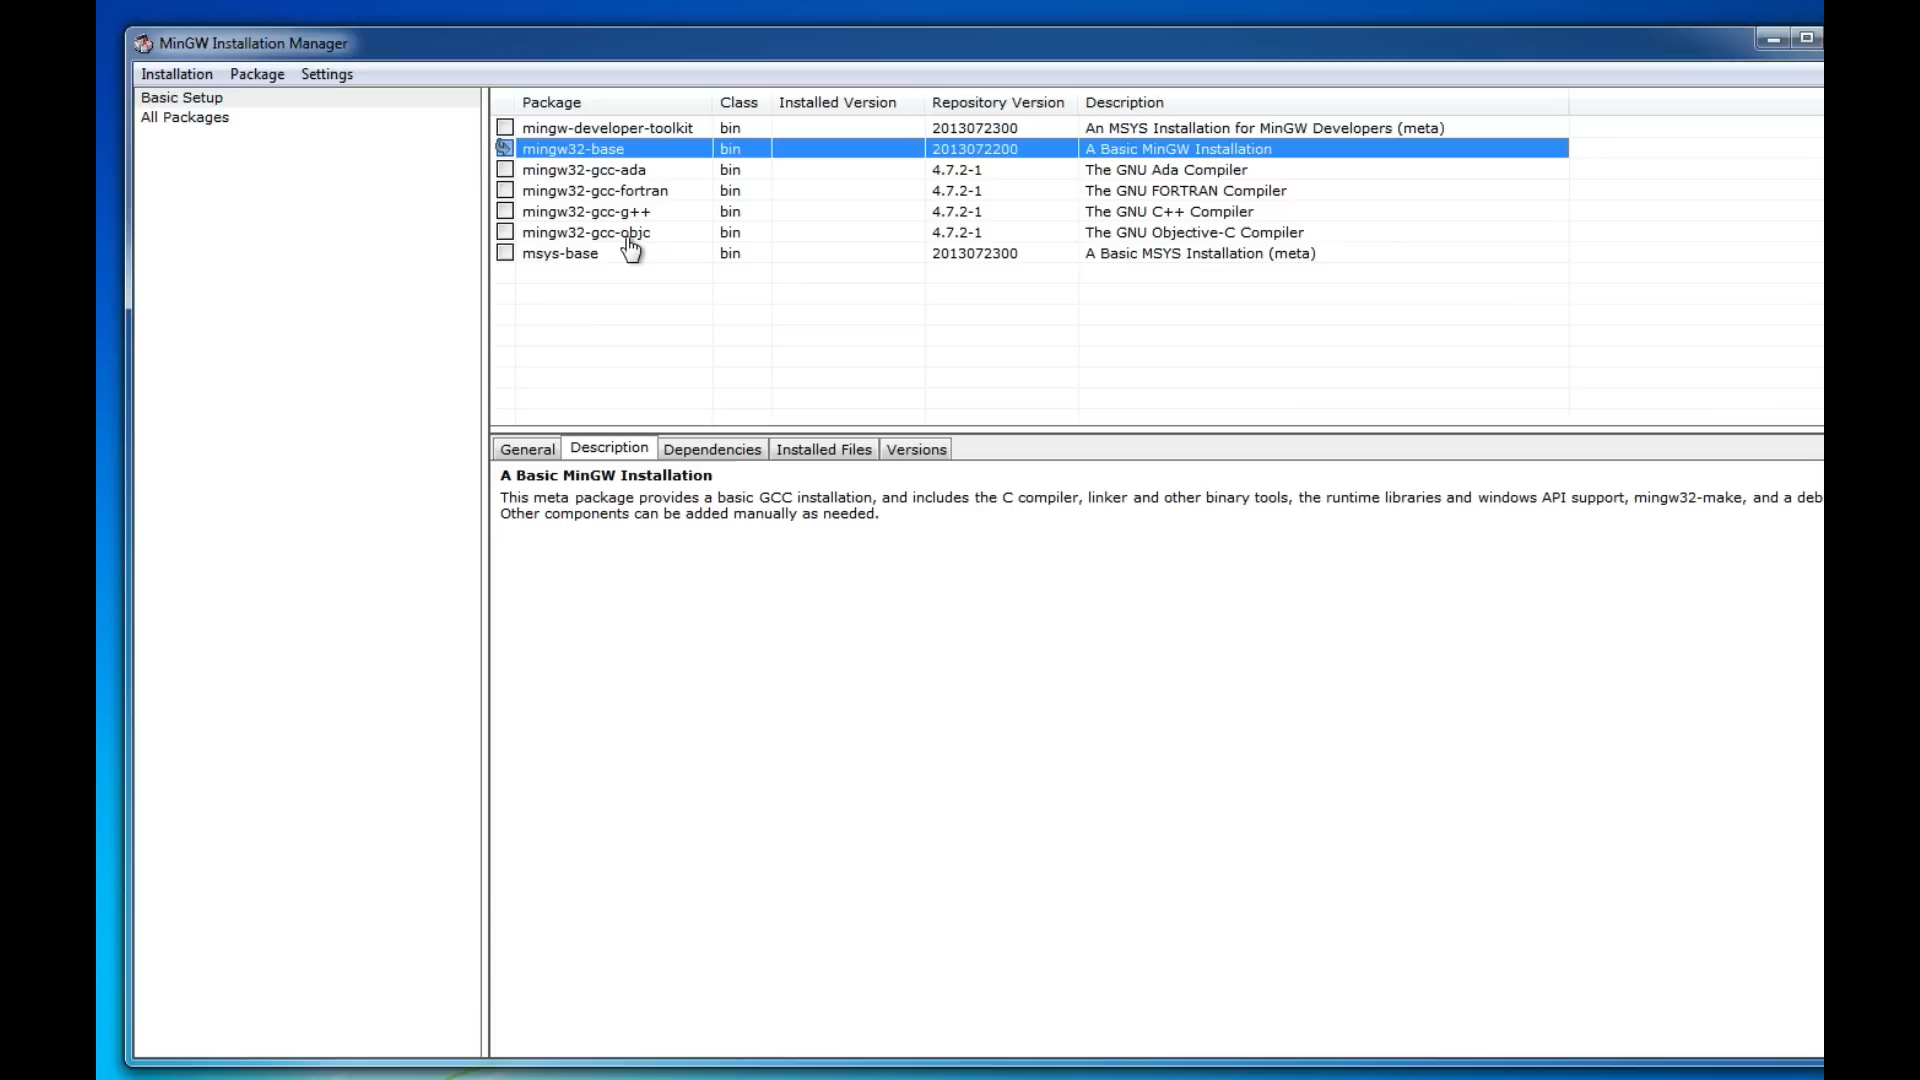 MinGW Installation Manager
Installation Package Settings
Basic Setup
All Packages
Package Class Installed Version Repository Version Description
mingw-developer-toolkit bin 2013072300 An MSYS Installation for MinGW Developers (meta)
mingw32-base bin 2013072200 A Basic MinGW Installation
mingw32-gcc-ada bin 4.7.2-1 The GNU Ada Compiler
mingw32-gcc-fortran bin 4.7.2-1 The GNU FORTRAN Compiler
mingw32-gcc-g++ bin 4.7.2-1 The GNU C++ Compiler
mingw32-gcc-objc bin 4.7.2-1 The GNU Objective-C Compiler
msys-base bin 2013072300 A Basic MSYS Installation (meta)
General Description Dependencies Installed Files Versions
A Basic MinGW Installation
This meta package provides a basic GCC installation, and includes the C compiler, linker and other binary tools, the runtime libraries and windows API support, mingw32-make, and a deb
Other components can be added manually as needed.